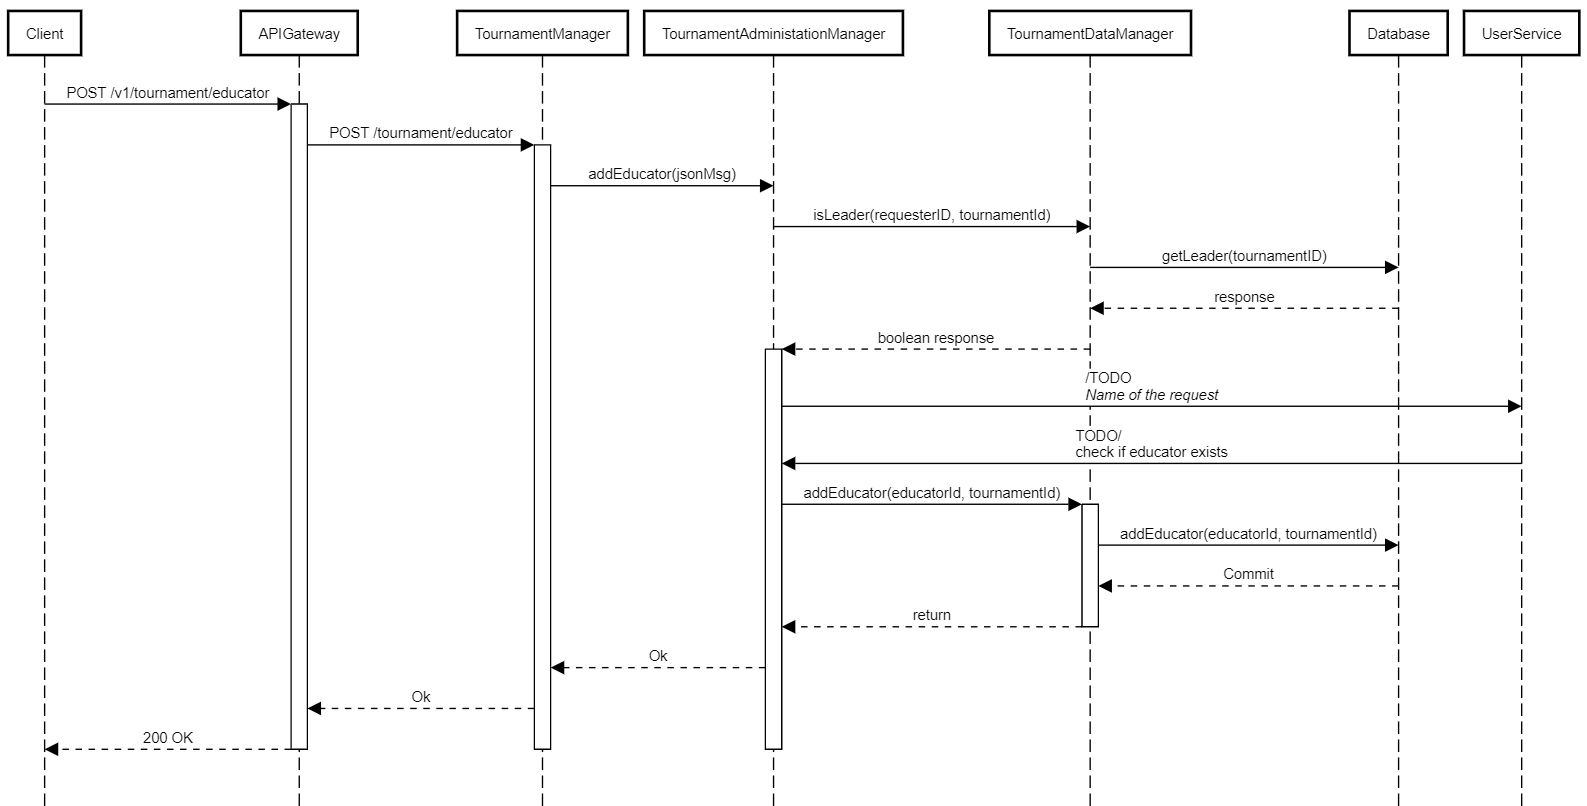 Client
APIGateway
TournamentManager
TournamentAdministationManager
TournamentDataManager
Database
UserService
POST /v1/tournament/educator
POST /tournament/educator
addEducator(jsonMsg)
isLeader(requesterID, tournamentId)
getLeader(tournamentID)
response
boolean response
/TODO
Name of the request
TODO/
check if educator exists
addEducator(educatorId, tournamentId)
addEducator(educatorId, tournamentId)
Commit
return
Ok
Ok
200 OK